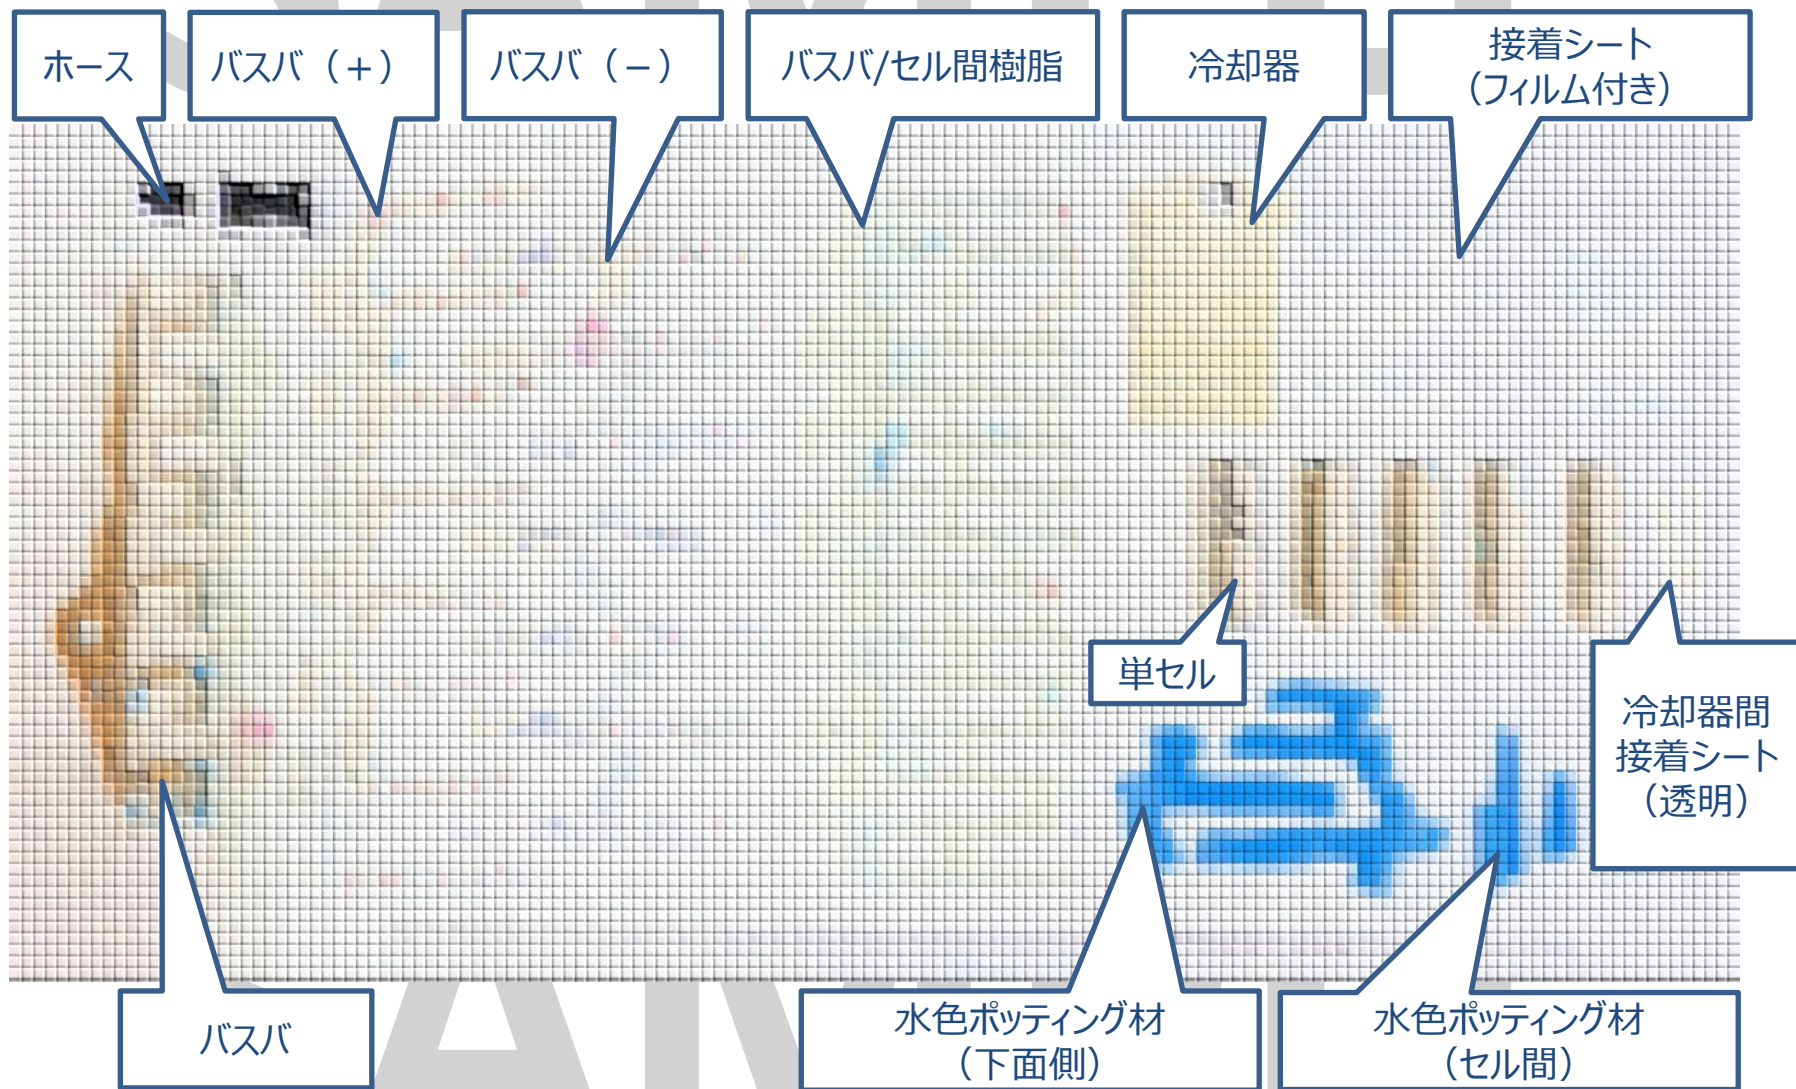 ホース
バスバ（+）
バスバ（-）
バスバ/セル間樹脂
冷却器
接着シート
（フィルム付き）
単セル
冷却器間
接着シート
（透明）
バスバ
水色ポッティング材
（下面側）
水色ポッティング材
（セル間）